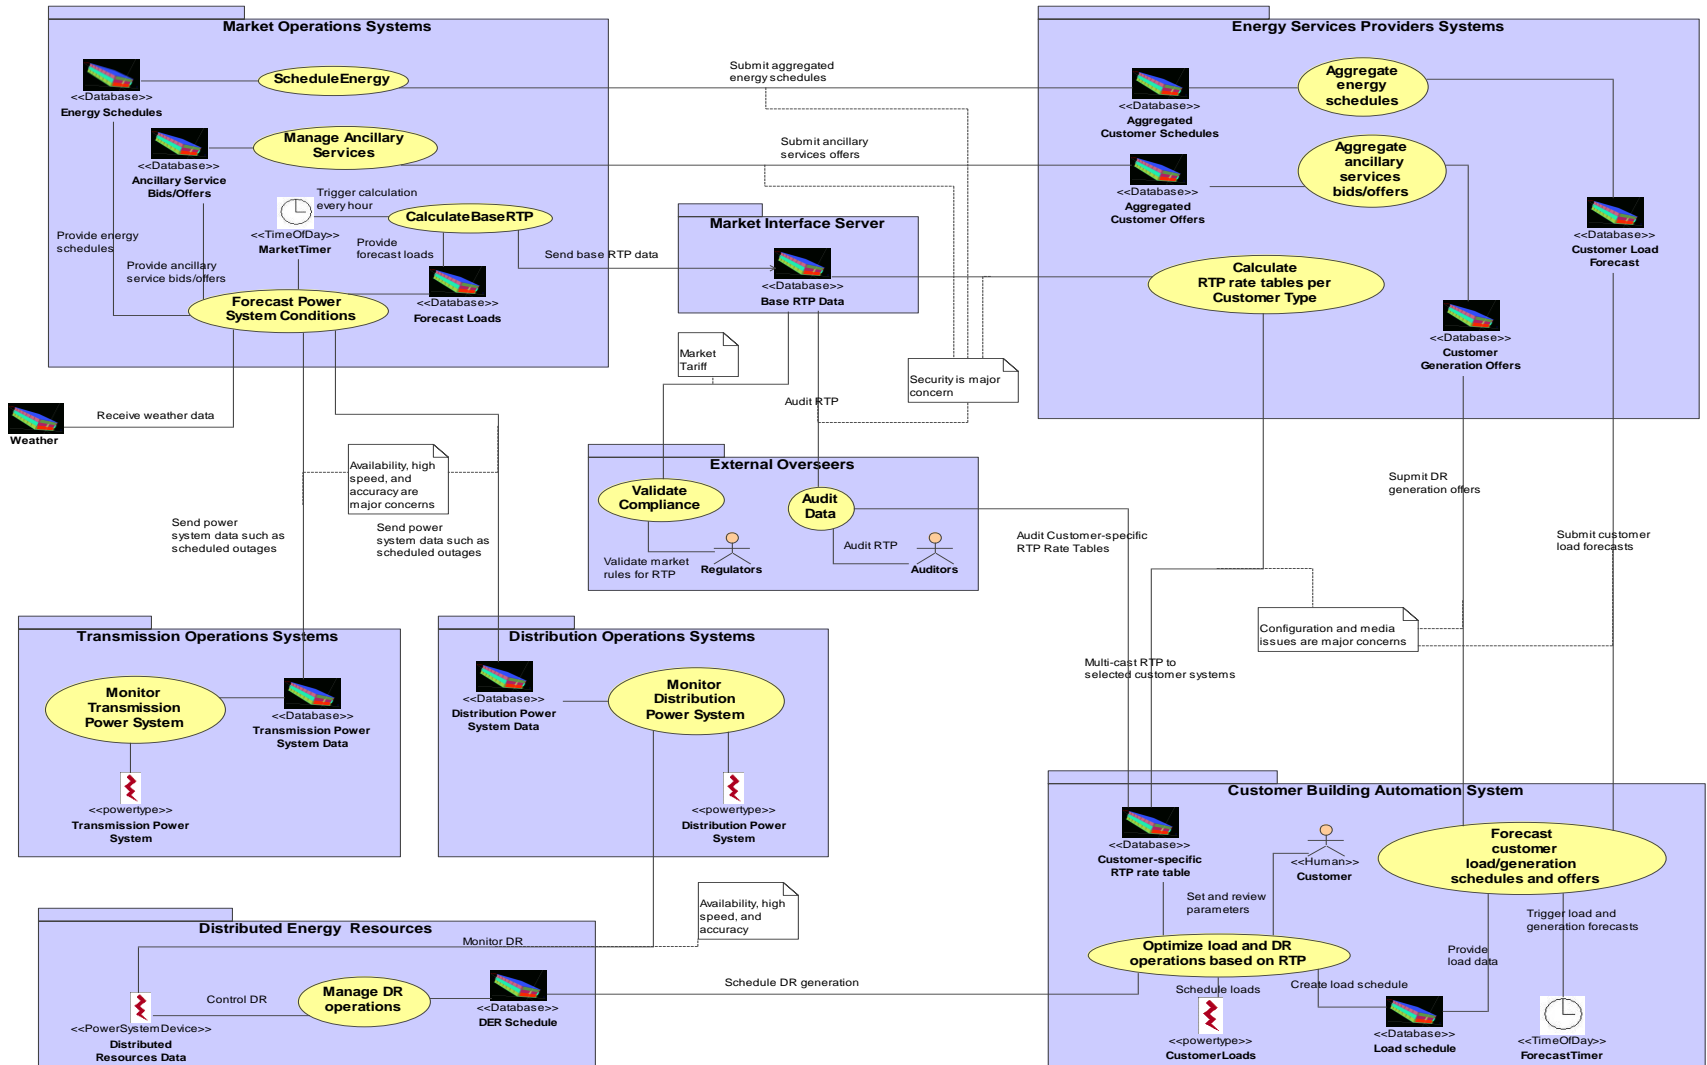 Market Operations Systems
ScheduleEnergy
<<Database>>
Energy Schedules
Manage Ancillary
Services
<<Database>>
Ancillary Service
Bids/Offers
Trigger calculation
every hour
CalculateBaseRTP
<<TimeOfDay>>
MarketTimer
Provide
forecast loads
Provide energy
schedules
Provide ancillary
service bids/offers
Forecast Power
System Conditions
<<Database>>
Forecast Loads
Submit aggregated
energy schedules
Submit ancillary
services offers
Send base RTP data
Market Interface Server
<<Database>>
Base RTP Data
Energy Services Providers Systems
<<Database>>
Aggregated
Customer Schedules
Aggregate
energy
schedules
<<Database>>
Aggregated
Customer Offers
Aggregate
ancillary
services
bids/offers
<<Database>>
Customer Load
Forecast
Calculate
RTP rate tables per
Customer Type
<<Database>>
Customer
Generation Offers
Market
Tariff
Security is major
concern
Audit RTP
Weather
Receive weather data
Availability, high
speed, and
accuracy are
major concerns
Send power
system data such as
scheduled outages
Send power
system data such as
scheduled outages
External Overseers
Validate
Compliance
Audit
Data
Validate market
rules for RTP
Regulators
Audit RTP
Auditors
Audit Customer-specific
RTP Rate Tables
Supmit DR
generation offers
Submit customer
load forecasts
Configuration and media
issues are major concerns
Multi-cast RTP to
selected customer systems
Transmission Operations Systems
Monitor
Transmission
Power System
<<Database>>
Transmission Power
System Data
<<powertype>>
Transmission Power
System
Distribution Operations Systems
<<Database>>
Distribution Power
System Data
Monitor
Distribution
Power System
<<powertype>>
Distribution Power
System
Customer Building Automation System
<<Database>>
Customer-specific
RTP rate table
<<Human>>
Customer
Forecast
customer
load/generation
schedules and offers
Set and review
parameters
Trigger load and
generation forecasts
Optimize load and DR
operations based on RTP
Provide
load data
Schedule loads
Create load schedule
<<powertype>>
CustomerLoads
<<Database>>
Load schedule
<<TimeOfDay>>
ForecastTimer
Availability, high
speed, and
accuracy
Distributed Energy  Resources
Monitor DR
Control DR
Manage DR
operations
<<Database>>
DER Schedule
Schedule DR generation
<<PowerSystemDevice>>
Distributed
Resources Data